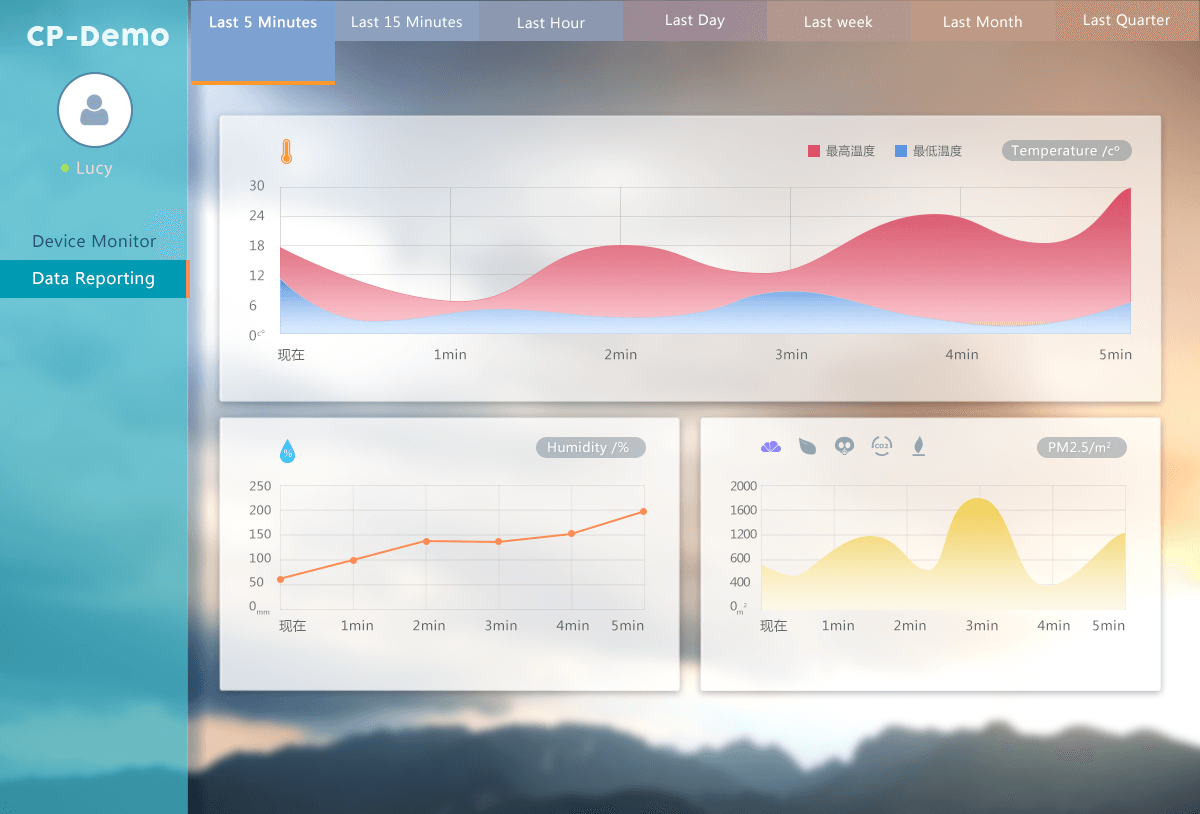 CP-Demo
Lucy
Device Monitor
Data Reporting
Last 5 Minutes
Last 15 Minutes
Last Hour
Last Day
Last week
Last Month
Last Quarter
最高温度
最低温度
Temperature /c°
30
24
18
12
6
0c°
现在
1min
2min
3min
4min
5min
%
Humidity /%
250
200
150
100
50
0mm
现在
1min
2min
3min
4min
5min
CO2
PM2.5/m²
2000
1600
1200
600
400
0m²
现在
1min
2min
3min
4min
5min